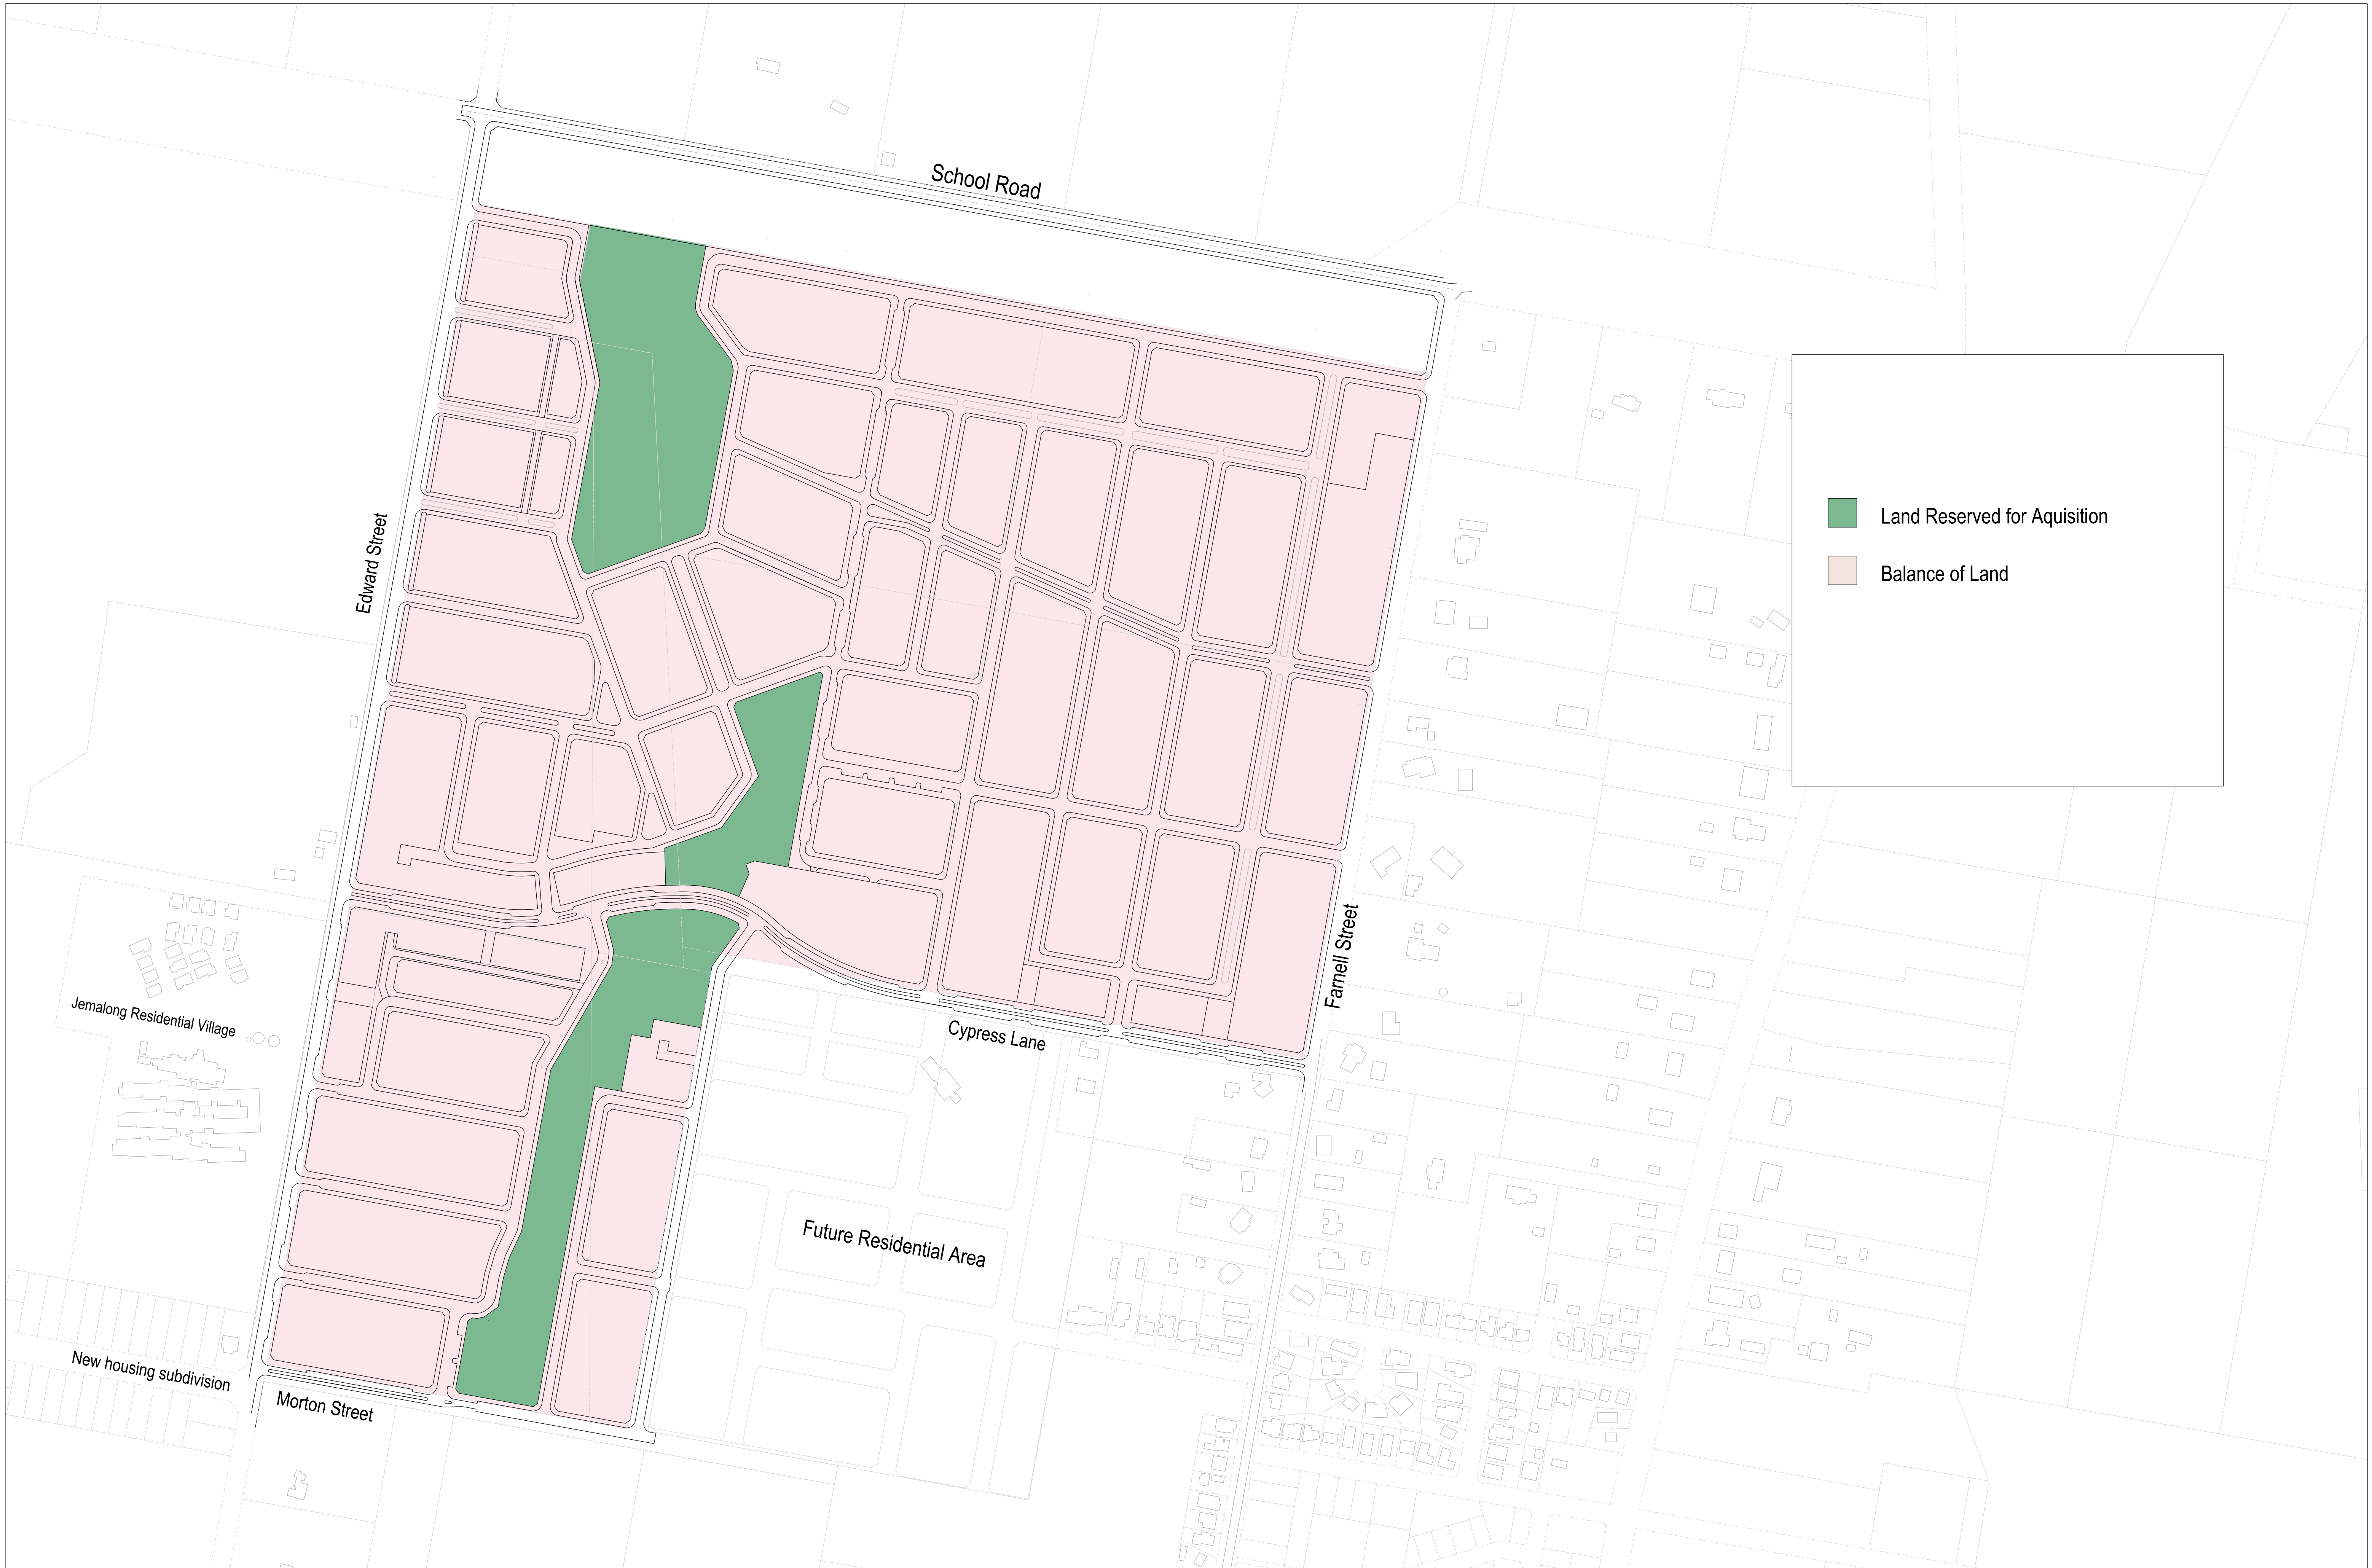 School Road
Edward Street
Land Reserved for Aquisition
Balance of Land
Farnell Street
Jemalong Residential Village
Cypress Lane
Future Residential Area
New housing subdivision
Morton Street